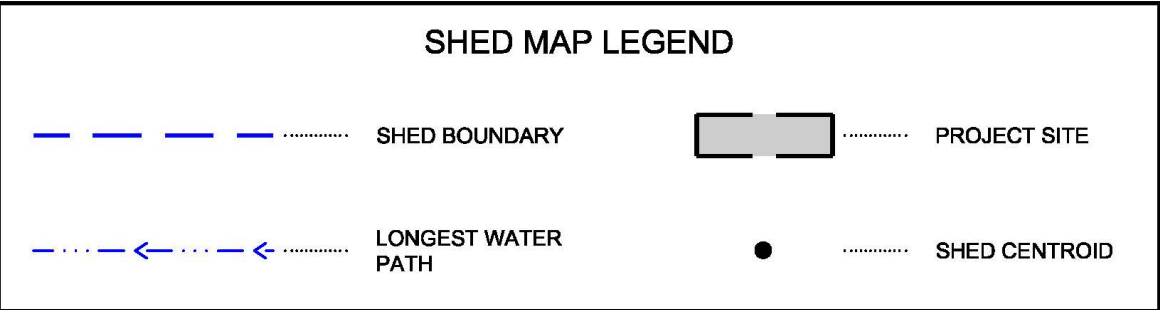 SHED MAP LEGEND
SHED BOUNDARY
PROJECT SITE
LONGEST WATER
PATH
SHED CENTROID